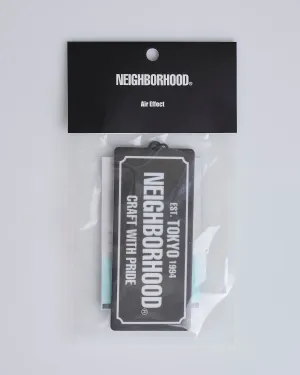 NEIGHBORHOOD®
Air Effect
EST. TOKYO 1994
NEIGHBORHOOD®
CRAFT WITH PRIDE